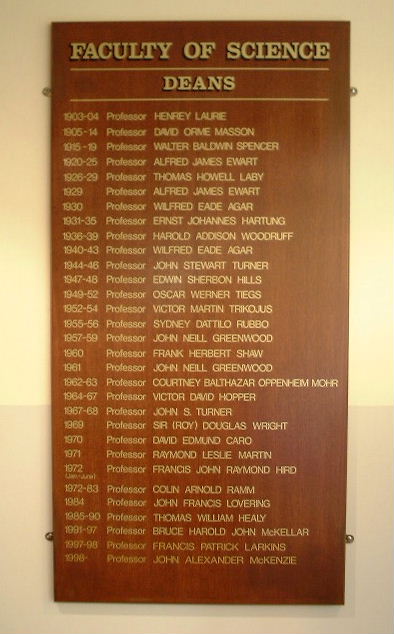 FACULTY OF SCIENCE
DEANS
1903-04 Professor HENREY LAURIE
1905-14 Professor DAVID ORME MASSON
1915-19 Professor WALTER BALDWIN SPENCER
1920-25 Professor ALFRED JAMES EWART
1926-29 Professor THOMAS HOWELL LABY
1929 Professor ALFRED JAMES EWART
1930 Professor WILFRED EADE AGAR
1931-35 Professor ERNST JOHANNES HARTUNG
1936-39 Professor HAROLD ADDISON WOODRUFF
1940-43 Professor WILFRED EADE AGAR
1944-46 Professor JOHN STEWART TURNER
1947-48 Professor EDWIN SHERBON HILLS
1949-52 Professor OSCAR WERNER TIEGS
1952-54 Professor VICTOR MARTIN TRIKOJUS
1955-56 Professor SYDNEY DATTILO RUBBO
1957-59 Professor JOHN NEILL GREENWOOD
1960 Professor FRANK HERBERT SHAW
1961 Professor JOHN NEILL GREENWOOD
1962-63 Professor COURTNEY BALTHAZAR OPPENHEIM MOHR
1964-67 Professor VICTOR DAVID HOPPER
1967-68 Professor JOHN S. TURNER
1969 Professor SIR (ROY) DOUGLAS WRIGHT
1970 Professor DAVID EDMUND CARO
1971 Professor RAYMOND LESLIE MARTIN
1972 Professor FRANCIS JOHN RAYMOND HIRD
(Jan-June)
1972-83 Professor COLIN ARNOLD RAMM
1984 Professor JOHN FRANCIS LOVERING
1985-90 Professor THOMAS WILLIAM HEALY
1991-97 Professor BRUCE HAROLD JOHN McKELLAR
1997-98 Professor FRANCIS PATRICK LARKINS
1998- Professor JOHN ALEXANDER McKENZIE